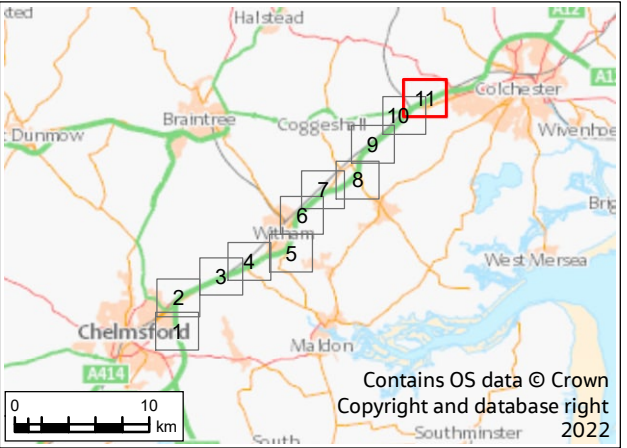 sted
Halstead
A12
11
Colchester
A1
10
Braintree
Coggeshall
: Dunmow
Wivenhoe
9
8
7
Brig
6
Witham
5
4
West Mersea
3
2
Chelmsford
1
Maldon
A414
Contains OS data © Crown
Copyright and database right
2022
0 10
km
South
Southminster